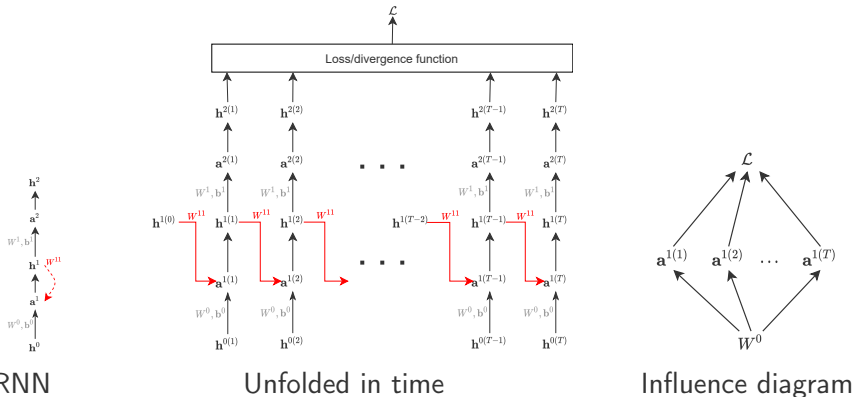 ℒ
Loss/divergence function
h²⁽¹⁾ h²⁽²⁾ h²⁽ᵀ⁻¹⁾ h²⁽ᵀ⁾
a²⁽¹⁾ a²⁽²⁾ . . . a²⁽ᵀ⁻¹⁾ a²⁽ᵀ⁾
W¹, b¹ W¹, b¹ W¹, b¹ W¹, b¹
h¹⁽⁰⁾ W¹¹ h¹⁽¹⁾ W¹¹ h¹⁽²⁾ W¹¹ h¹⁽ᵀ⁻²⁾ W¹¹ h¹⁽ᵀ⁻¹⁾ W¹¹ h¹⁽ᵀ⁾
a¹⁽¹⁾ a¹⁽²⁾ . . . a¹⁽ᵀ⁻¹⁾ a¹⁽ᵀ⁾
W⁰, b⁰ W⁰, b⁰ W⁰, b⁰ W⁰, b⁰
h⁰⁽¹⁾ h⁰⁽²⁾ h⁰⁽ᵀ⁻¹⁾ h⁰⁽ᵀ⁾
h²
a²
W¹, b¹
h¹ W¹¹
a¹
W⁰, b⁰
h⁰
ℒ
a¹⁽¹⁾ a¹⁽²⁾ ... a¹⁽ᵀ⁾
W⁰
RNN
Unfolded in time
Influence diagram